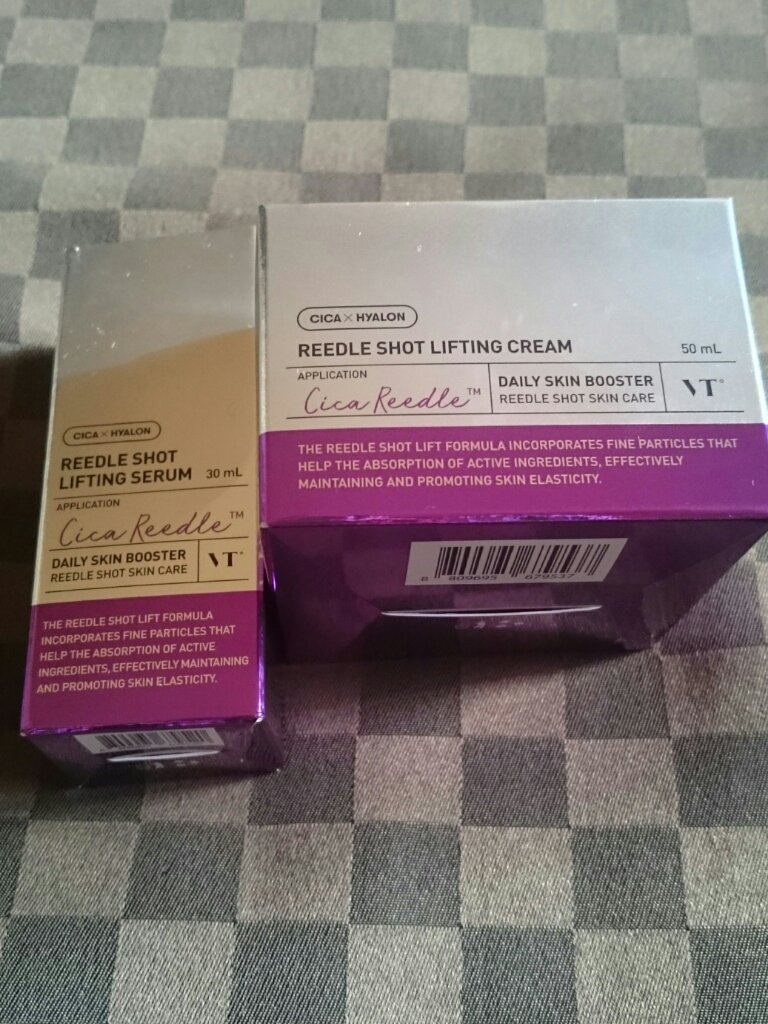 CICA×HYALON
REEDLE SHOT
LIFTING SERUM 30 mL
APPLICATION
Cica Reedle™
DAILY SKIN BOOSTER
REEDLE SHOT SKIN CARE
VT®
THE REEDLE SHOT LIFT FORMULA
INCORPORATES FINE PARTICLES THAT
HELP THE ABSORPTION OF ACTIVE
INGREDIENTS, EFFECTIVELY MAINTAINING
AND PROMOTING SKIN ELASTICITY.
CICA×HYALON
REEDLE SHOT LIFTING CREAM 50 mL
APPLICATION
Cica Reedle™
DAILY SKIN BOOSTER
REEDLE SHOT SKIN CARE
VT®
THE REEDLE SHOT LIFT FORMULA INCORPORATES FINE PARTICLES THAT
HELP THE ABSORPTION OF ACTIVE INGREDIENTS, EFFECTIVELY
MAINTAINING AND PROMOTING SKIN ELASTICITY.
8 809695 679537